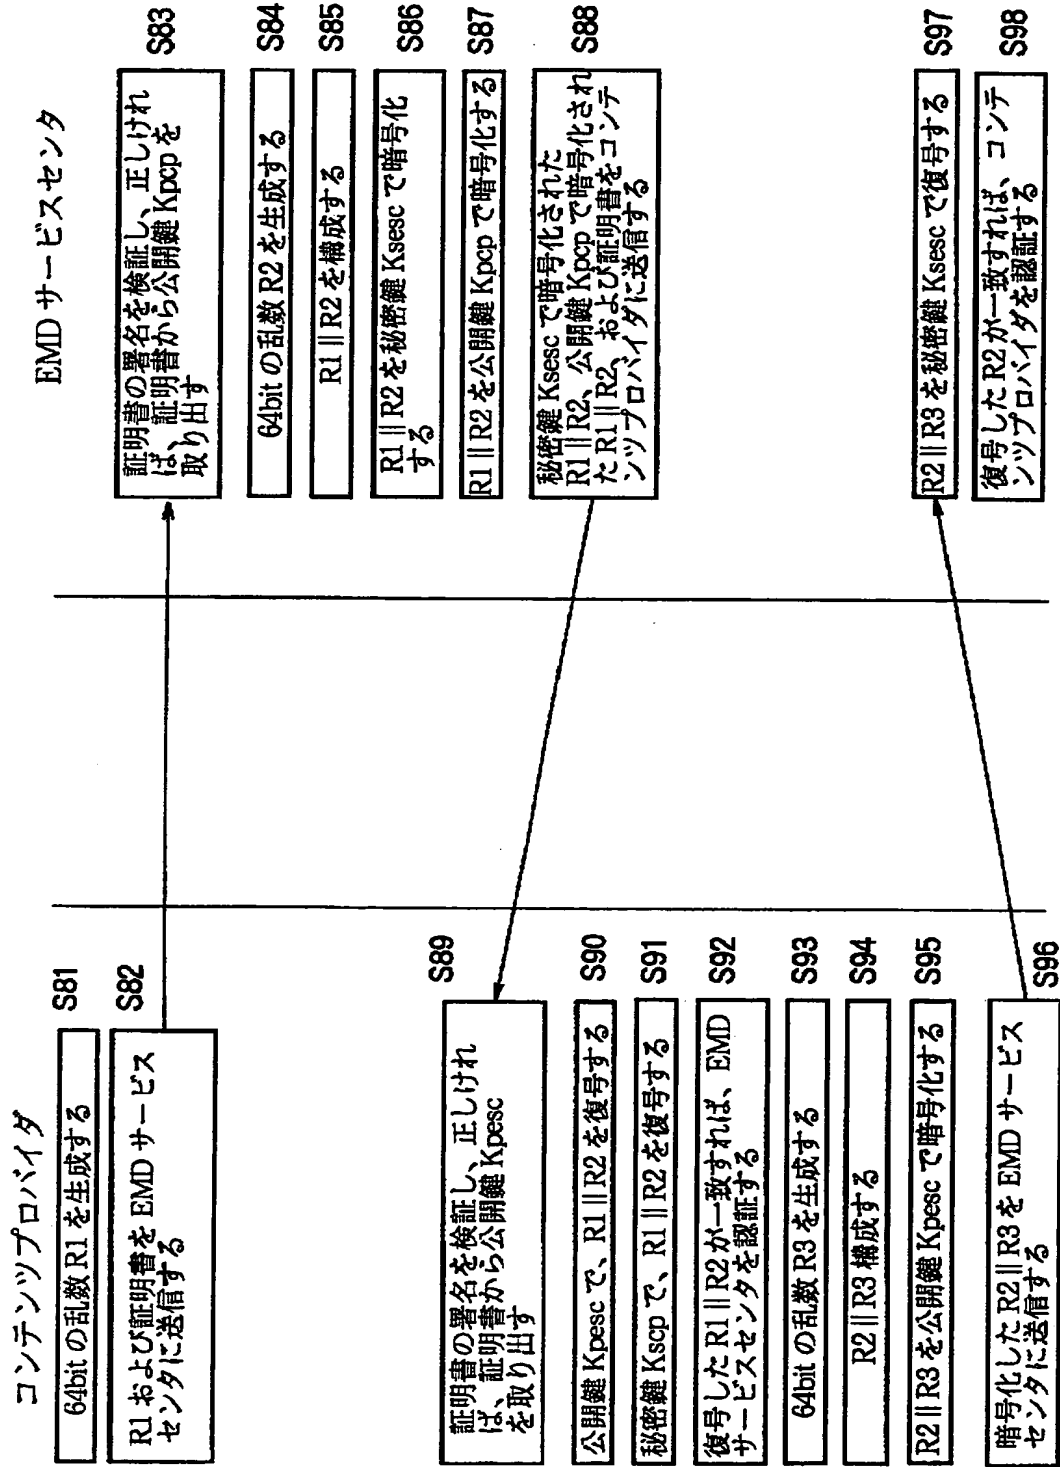 コンテンツプロバイダ
64bit の乱数 R1 を生成する
S81
R1 および証明書を EMD サービス
センタに送信する
S82
証明書の署名を検証し、正しけれ
ば、証明書から公開鍵 Kpesc
を取り出す
S89
公開鍵 Kpesc で、R1 || R2 を復号する
S90
秘密鍵 Kscp で、R1 || R2 を復号する
S91
復号した R1 || R2 が一致すれば、EMD
サービスセンタを認証する
S92
64bit の乱数 R3 を生成する
S93
R2 || R3 構成する
S94
R2 || R3 を公開鍵 Kpesc で暗号化する
S95
暗号化した R2 || R3 を EMD サービス
センタに送信する
S96
EMD サービスセンタ
証明書の署名を検証し、正しけれ
ば、証明書から公開鍵 Kpcp を
取り出す
S83
64bit の乱数 R2 を生成する
S84
R1 || R2 を構成する
S85
R1 || R2 を秘密鍵 Ksesc で暗号化
する
S86
R1 || R2 を公開鍵 Kpcp で暗号化する
S87
秘密鍵 Ksesc で暗号化された
R1 || R2、公開鍵 Kpcp で暗号化され
た R1 || R2、および証明書をコンテ
ンツプロバイダに送信する
S88
R2 || R3 を秘密鍵 Ksesc で復号する
S97
復号した R2 が一致すれば、コンテ
ンツプロバイダを認証する
S98